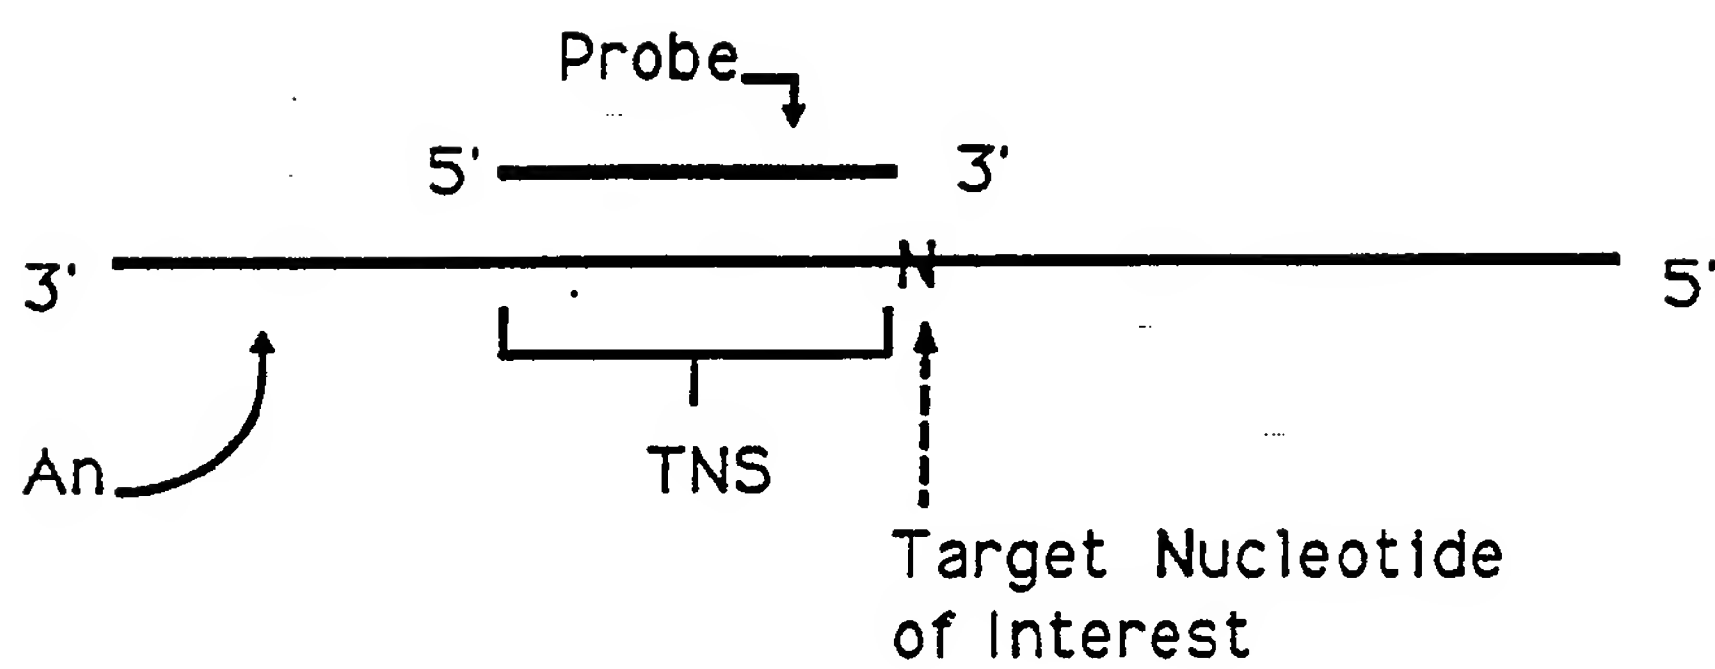 Probe
5' 3'
3' N 5'
An
TNS
Target Nucleotide
of Interest